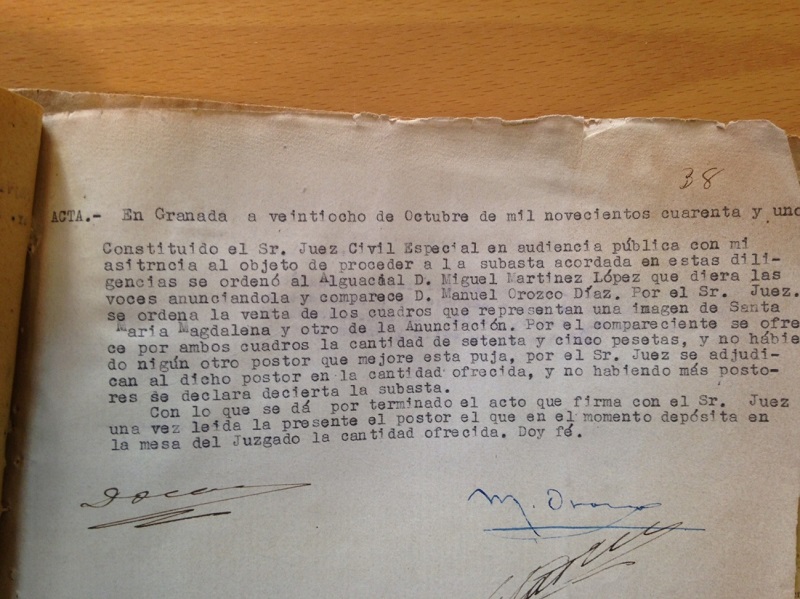 38
ACTA.- En Granada a veintiocho de Octubre de mil novecientos cuarenta y uno
Constituido el Sr. Juez Civil Especial en audiencia pública con mi
asitrncia al objeto de proceder a la subasta acordada en estas dili-
gencias se ordenó al Alguacáal D. Miguel Martinez López que diera las
voces anunciandola y comparece D. Manuel Orozco Díaz. Por el Sr. Juez.
se ordena la venta de los cuadros que representan una imagen de Santa
Maria Magdalena y otro de la Anunciación. Por el compareciente se ofre
ce por ambos cuadros la cantidad de setenta y cinco pesetas, y no hábie
do nigún otro postor que mejore esta puja, por el Sr. Juez se adjudi-
can al dicho postor en la cantidad ofrecida, y no habiendo más posto-
res se declara decierta la subasta.
Con lo que se dá por terminado el acto que firma con el Sr. Juez
una vez leida la presente el postor el que en el momento depósita en
la mesa del Juzgado la cantidad ofrecida. Doy fé.
M. Orozco